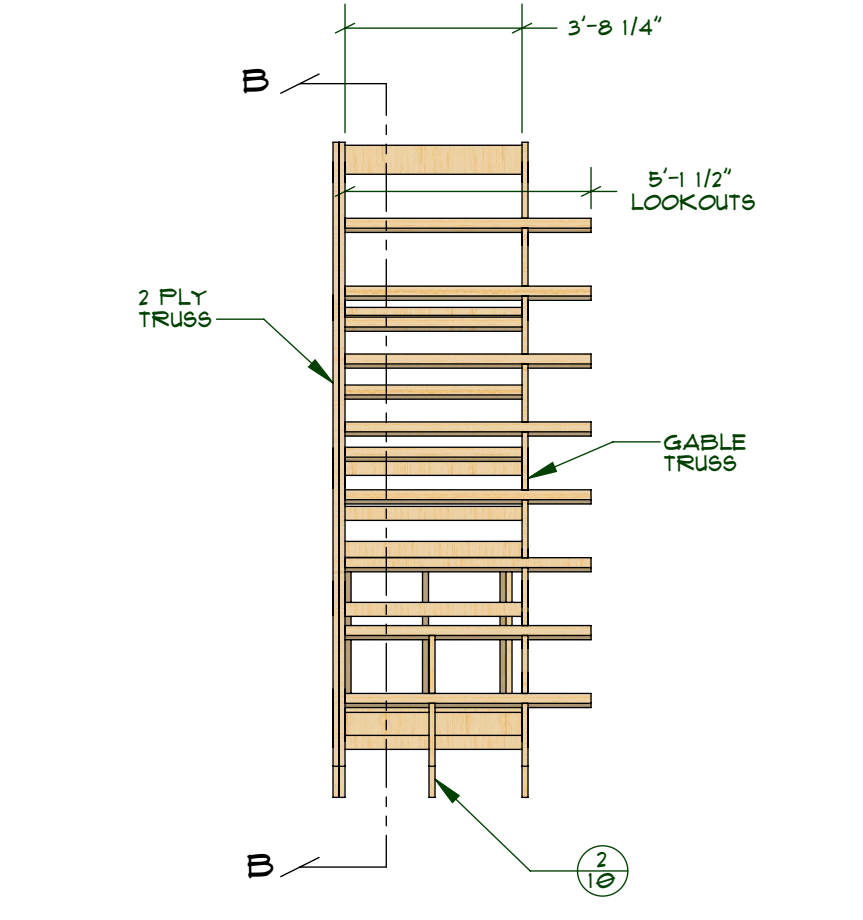 3'-8 1/4"
B
5'-1 1/2"
LOOKOUTS
2 PLY
TRUSS
GABLE
TRUSS
B
2
10